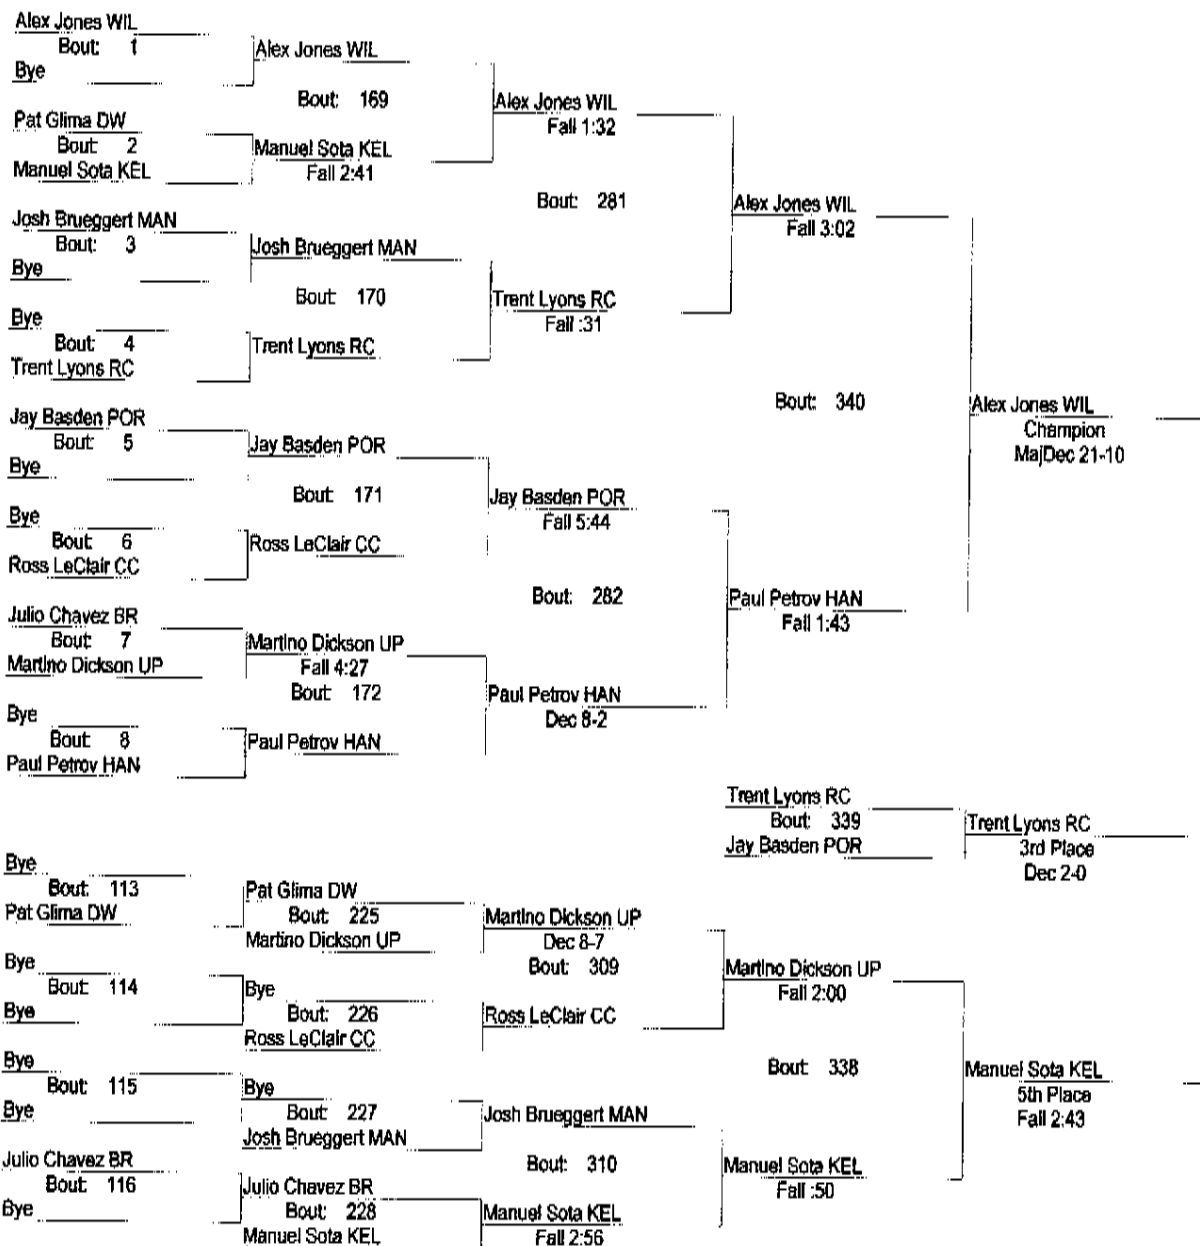 Alex Jones WIL
Bout: 1
Bye
Alex Jones WIL
Bout: 169
Pat Glima DW
Bout: 2
Manuel Sota KEL
Manuel Sota KEL
Fall 2:41
Alex Jones WIL
Fall 1:32
Bout: 281
Josh Brueggert MAN
Bout: 3
Bye
Josh Brueggert MAN
Bout: 170
Bye
Bout: 4
Trent Lyons RC
Trent Lyons RC
Trent Lyons RC
Fall :31
Alex Jones WIL
Fall 3:02
Bout: 340
Jay Basden POR
Bout: 5
Bye
Jay Basden POR
Bout: 171
Bye
Bout: 6
Ross LeClair CC
Ross LeClair CC
Jay Basden POR
Fall 5:44
Bout: 282
Julio Chavez BR
Bout: 7
Martino Dickson UP
Martino Dickson UP
Fall 4:27
Bout: 172
Bye
Bout: 8
Paul Petrov HAN
Paul Petrov HAN
Paul Petrov HAN
Dec 8-2
Paul Petrov HAN
Fall 1:43
Alex Jones WIL
Champion
MajDec 21-10
Trent Lyons RC
Bout: 339
Jay Basden POR
Trent Lyons RC
3rd Place
Dec 2-0
Bye
Bout: 113
Pat Glima DW
Pat Glima DW
Bout: 225
Martino Dickson UP
Martino Dickson UP
Dec 8-7
Bout: 309
Bye
Bout: 114
Bye
Bye
Bout: 226
Ross LeClair CC
Ross LeClair CC
Martino Dickson UP
Fall 2:00
Bout: 338
Bye
Bout: 115
Bye
Bye
Bout: 227
Josh Brueggert MAN
Josh Brueggert MAN
Bout: 310
Julio Chavez BR
Bout: 116
Bye
Julio Chavez BR
Bout: 228
Manuel Sota KEL
Manuel Sota KEL
Fall 2:56
Manuel Sota KEL
Fall :50
Manuel Sota KEL
5th Place
Fall 2:43